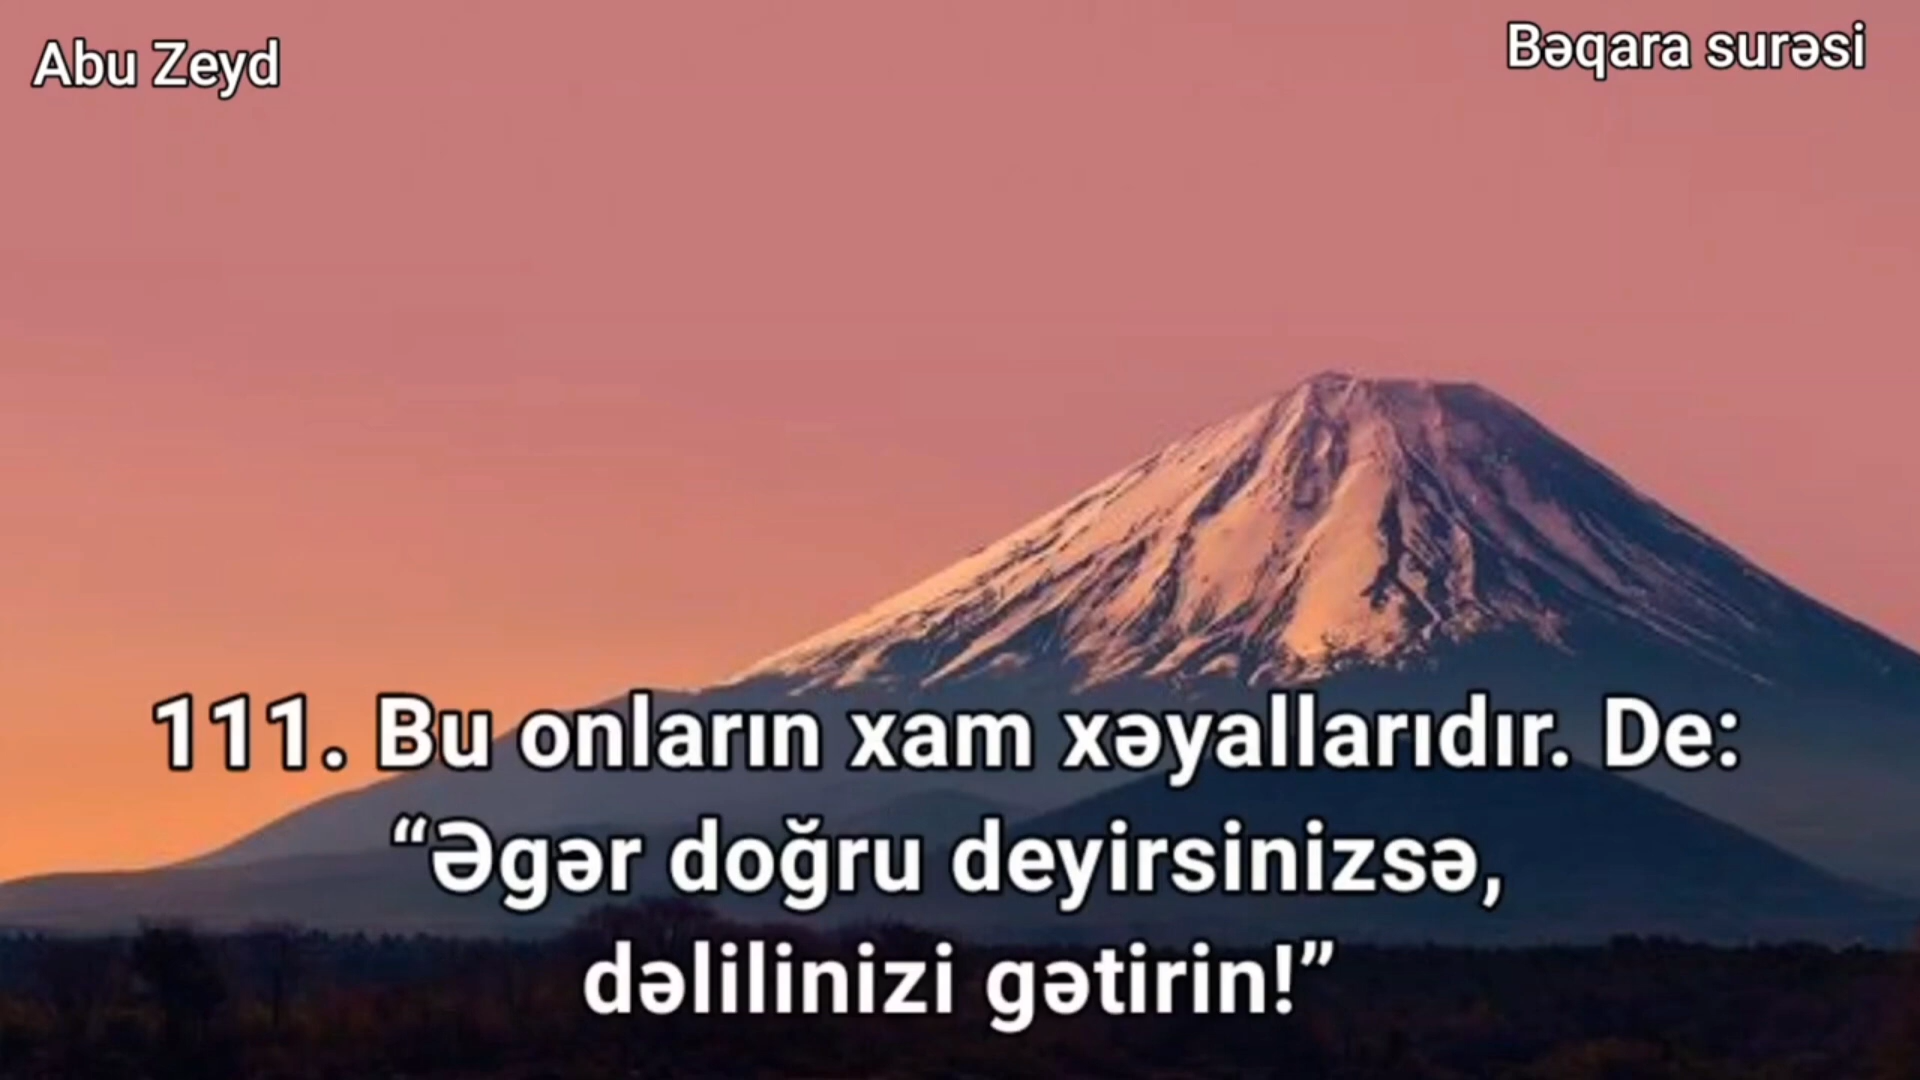 Abu Zeyd
Bəqara surəsi
111. Bu onların xam xəyallarıdır. De:
“Əgər doğru deyirsinizsə,
dəlilinizi gətirin!”